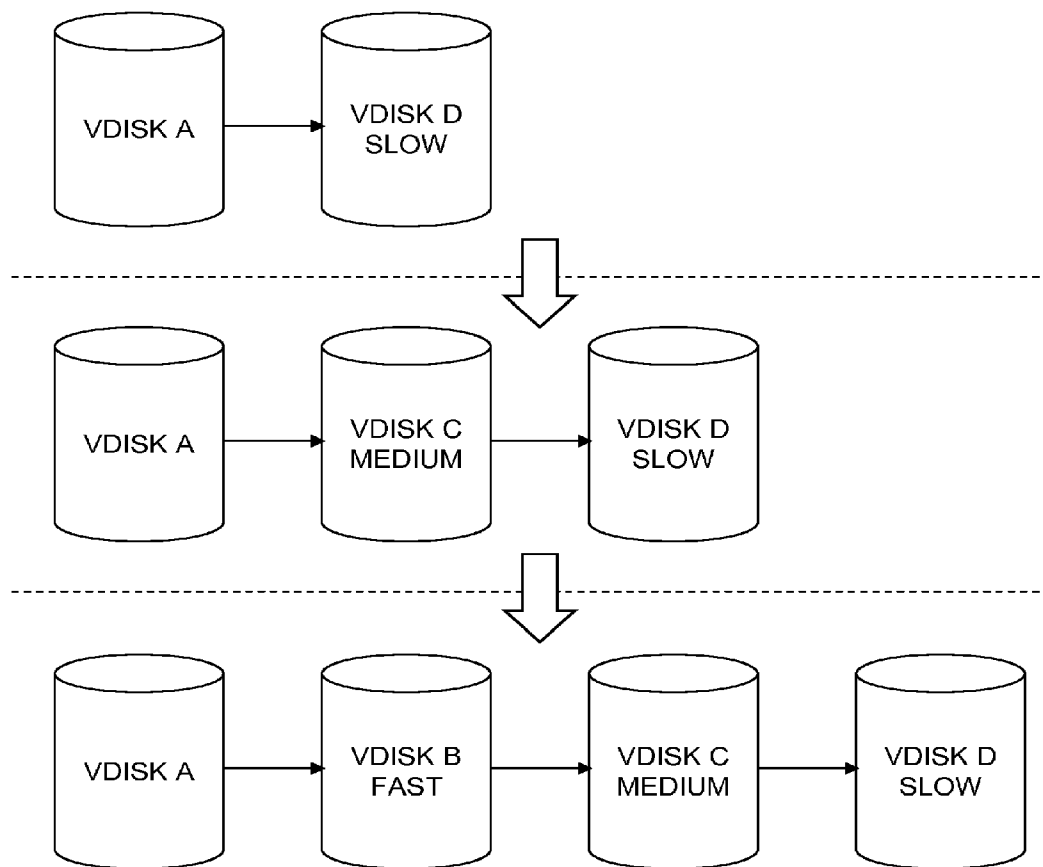 VDISK A
VDISK D
SLOW
VDISK A
VDISK C
MEDIUM
VDISK D
SLOW
VDISK A
VDISK B
FAST
VDISK C
MEDIUM
VDISK D
SLOW